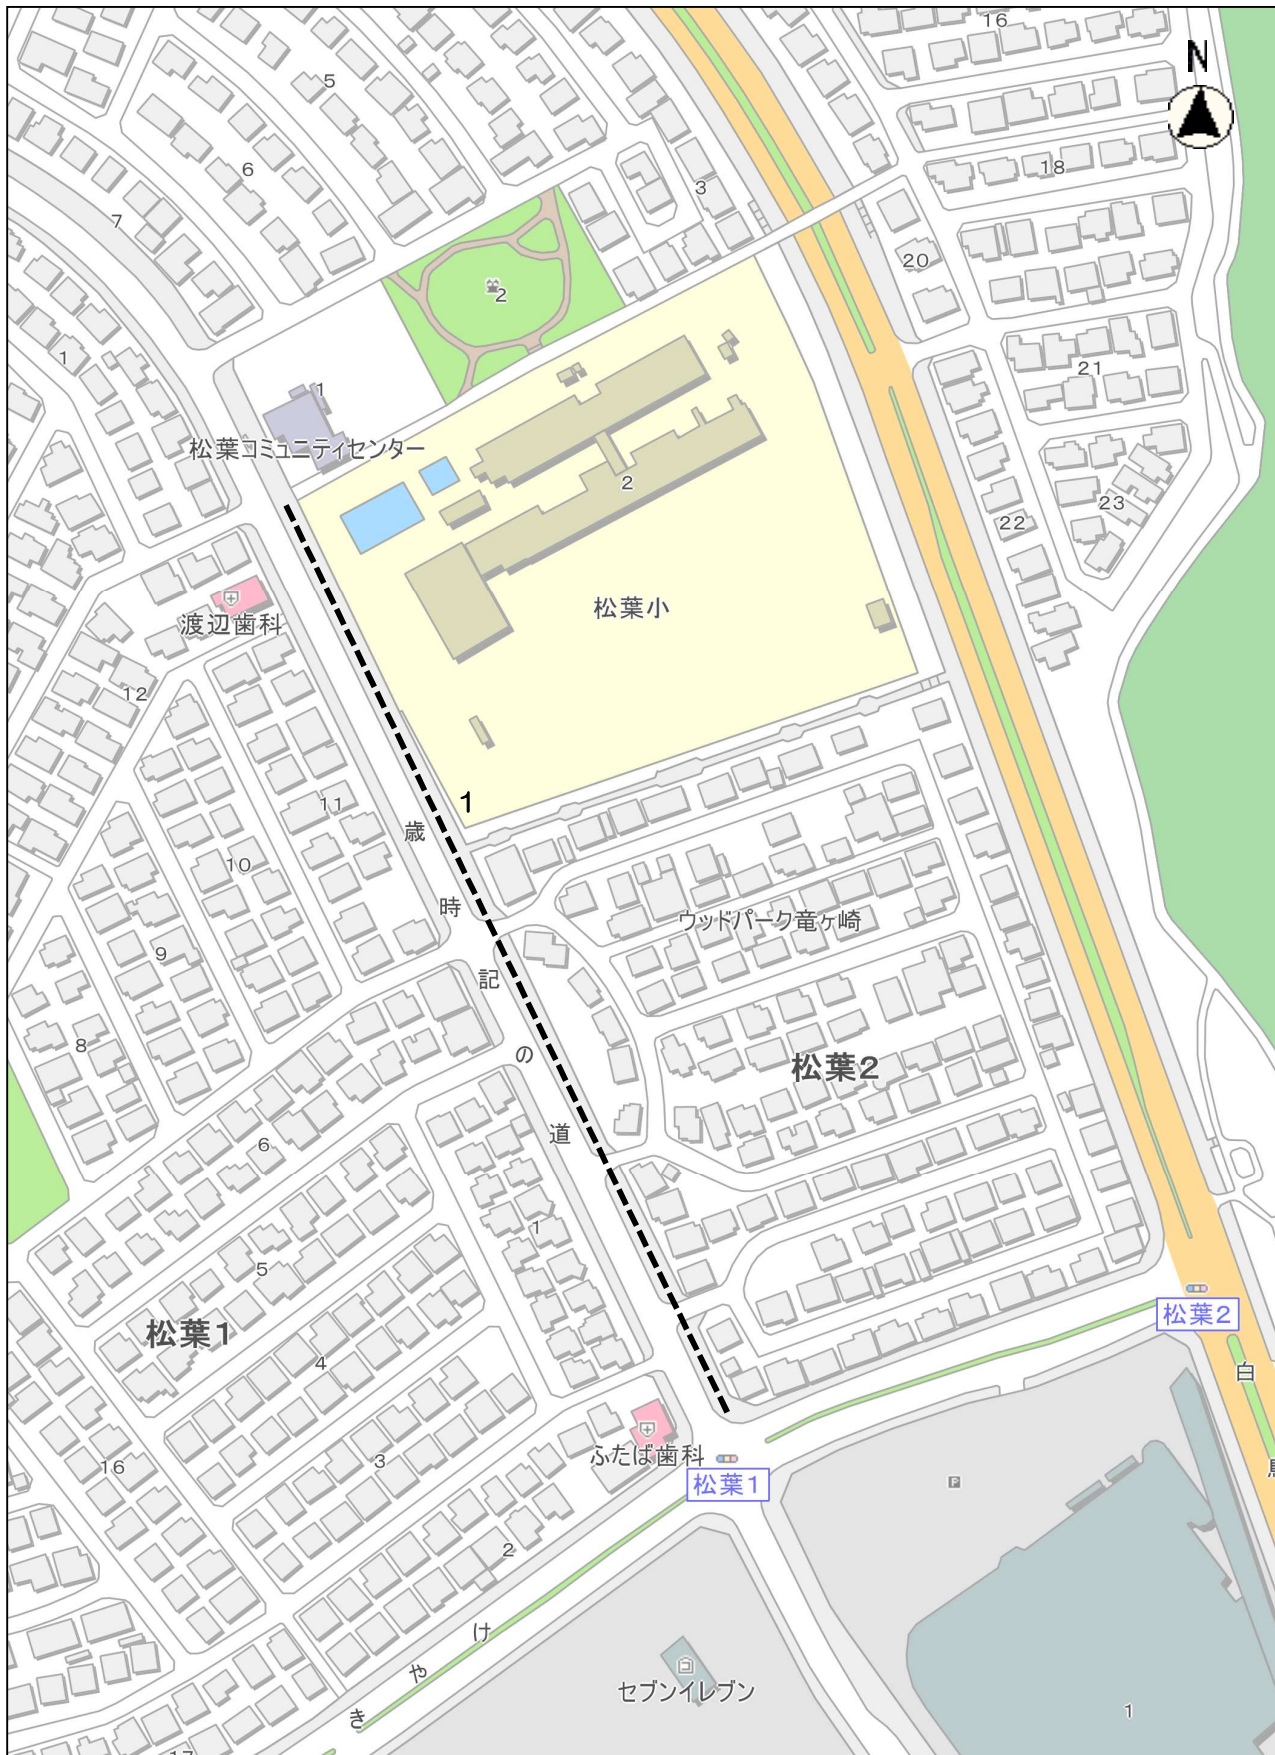 16
N
5
6
18
3
7
20
2
1
21
1
松葉コミュニティセンター
2
23
22
松葉小
渡辺歯科
12
1
11
歳時記の道
10
ウッドパーク竜ヶ崎
9
8
松葉2
6
1
5
松葉1
松葉2
4
白
3
ふたば歯科
16
松葉1
P
2
けやき
セブンイレブン
1
17